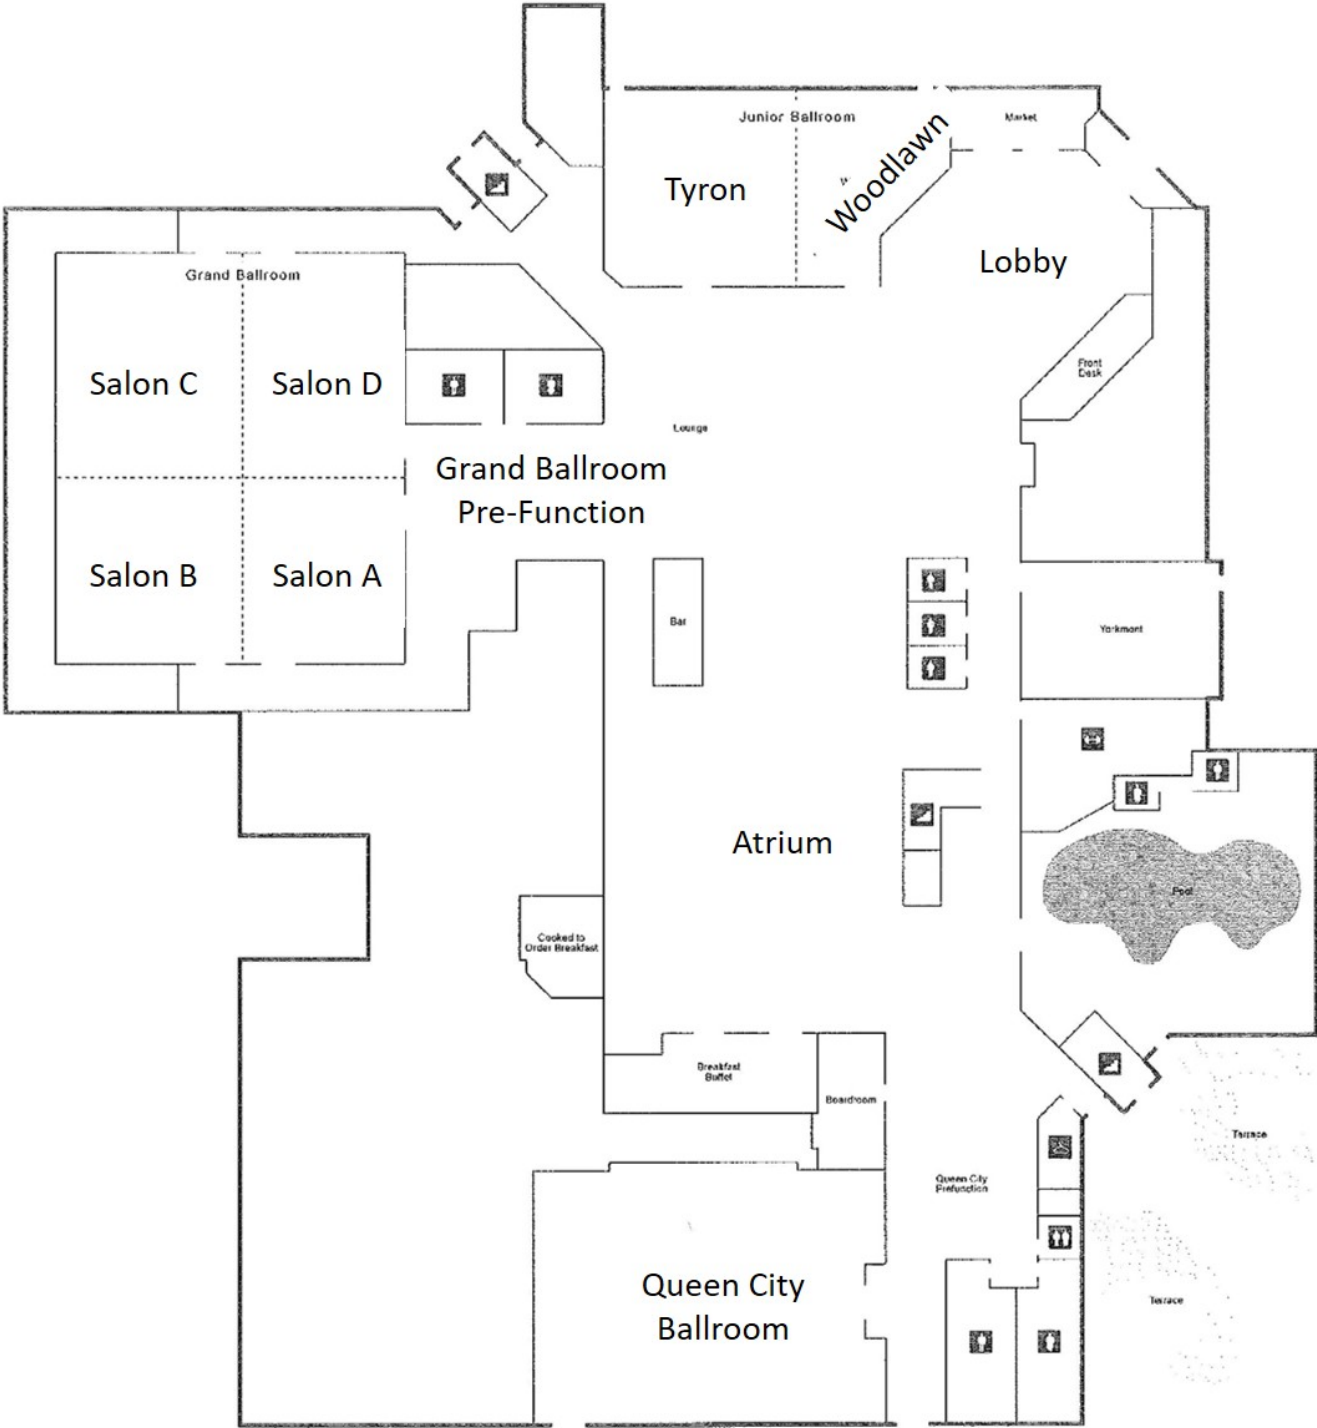 Junior Ballroom
Market
Woodlawn
Tyron
Lobby
Grand Ballroom
Salon C
Salon D
Front
Desk
Lounge
Grand Ballroom
Pre-Function
Salon B
Salon A
Bar
Yorkmont
Atrium
Pool
Cooked to
Order Breakfast
Breakfast
Buffet
Boardroom
Terrace
Queen City
Prefunction
Queen City
Ballroom
Terrace